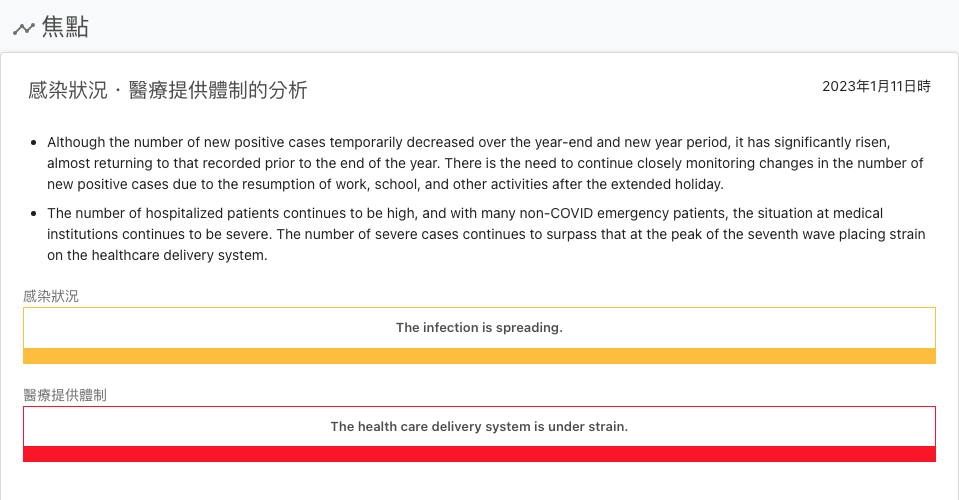 焦點
感染狀況・醫療提供體制的分析
2023年1月11日時
Although the number of new positive cases temporarily decreased over the year-end and new year period, it has significantly risen,
almost returning to that recorded prior to the end of the year. There is the need to continue closely monitoring changes in the number of
new positive cases due to the resumption of work, school, and other activities after the extended holiday.
The number of hospitalized patients continues to be high, and with many non-COVID emergency patients, the situation at medical
institutions continues to be severe. The number of severe cases continues to surpass that at the peak of the seventh wave placing strain
on the healthcare delivery system.
感染狀況
The infection is spreading.
醫療提供體制
The health care delivery system is under strain.